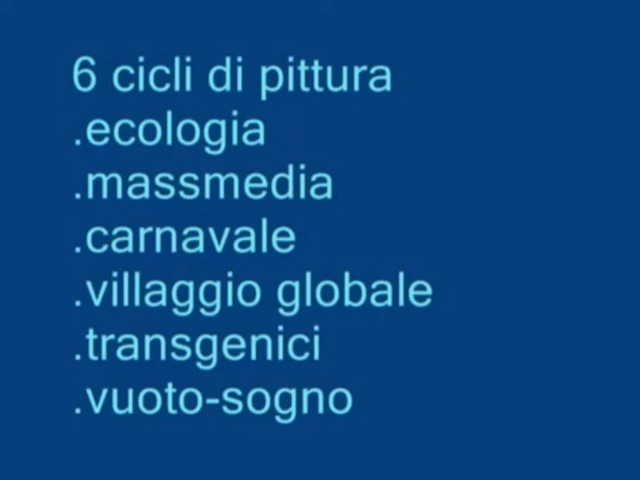 6 cicli di pittura
.ecologia
.massmedia
.carnavale
.villaggio globale
.transgenici
.vuoto-sogno